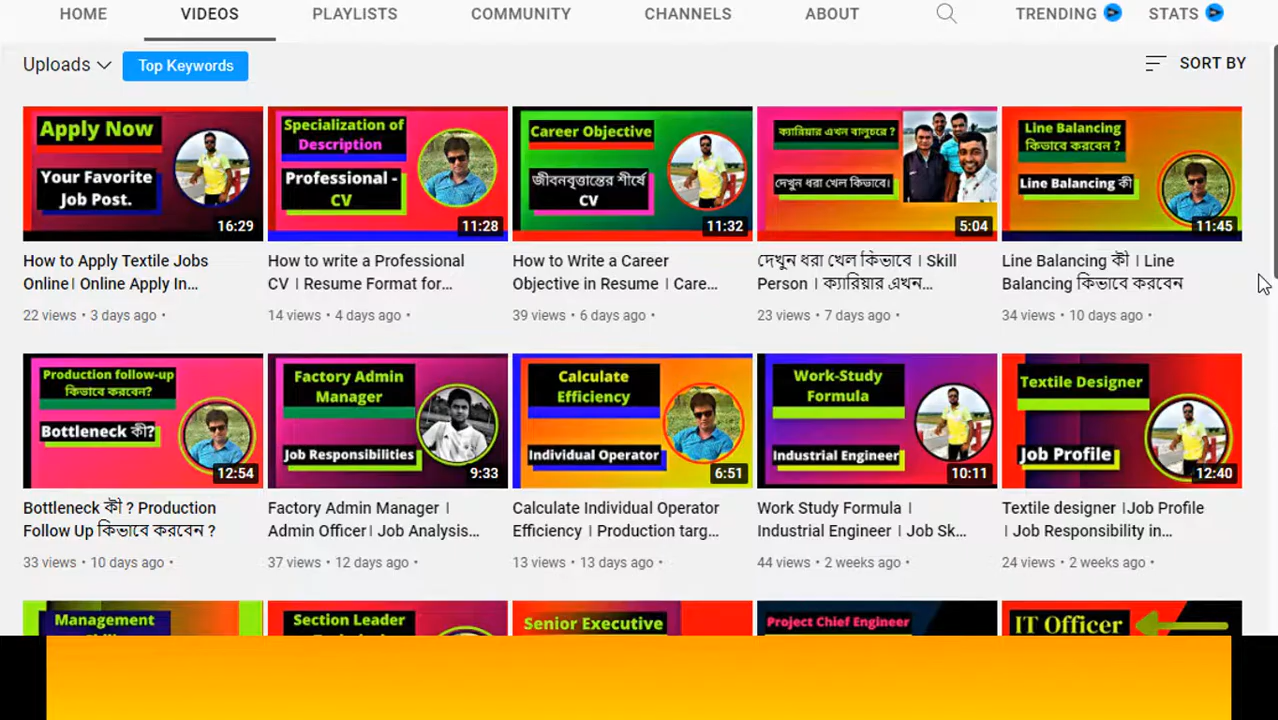 HOME VIDEOS PLAYLISTS COMMUNITY CHANNELS ABOUT TRENDING STATS
Uploads Top Keywords SORT BY
Apply Now
Your Favorite
Job Post.
16:29
Specialization of
Description
Professional -
CV
11:28
Career Objective
জীবনবৃত্তান্তের শীর্ষে
CV
11:32
ক্যারিয়ার এখন বালুচরে ?
দেখুন ধরা খেল কিভাবে।
5:04
Line Balancing
কিভাবে করবেন ?
Line Balancing কী
11:45
How to Apply Textile Jobs
Online। Online Apply In...
22 views • 3 days ago •
How to write a Professional
CV । Resume Format for...
14 views • 4 days ago •
How to Write a Career
Objective in Resume । Care...
39 views • 6 days ago •
দেখুন ধরা খেল কিভাবে । Skill
Person । ক্যারিয়ার এখন...
23 views • 7 days ago •
Line Balancing কী । Line
Balancing কিভাবে করবেন
34 views • 10 days ago •
Production follow-up
কিভাবে করবেন?
Bottleneck কী?
12:54
Factory Admin
Manager
Job Responsibilities
9:33
Calculate
Efficiency
Individual Operator
6:51
Work-Study
Formula
Industrial Engineer
10:11
Textile Designer
Job Profile
12:40
Bottleneck কী ? Production
Follow Up কিভাবে করবেন ?
33 views • 10 days ago •
Factory Admin Manager ।
Admin Officer। Job Analysis...
37 views • 12 days ago •
Calculate Individual Operator
Efficiency । Production targ...
13 views • 13 days ago •
Work Study Formula ।
Industrial Engineer । Job Sk...
44 views • 2 weeks ago •
Textile designer ।Job Profile
। Job Responsibility in...
24 views • 2 weeks ago •
Management
Section Leader
Senior Executive
Project Chief Engineer
IT Officer